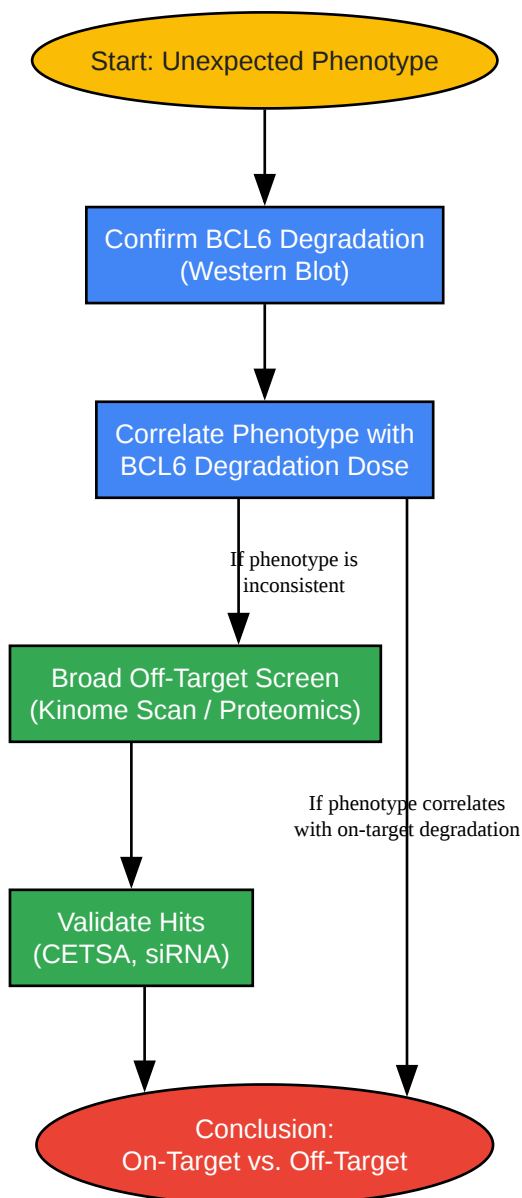 Start: Unexpected Phenotype
Confirm BCL6 Degradation
(Western Blot)
Correlate Phenotype with
BCL6 Degradation Dose
If phenotype is
inconsistent
Broad Off-Target Screen
(Kinome Scan / Proteomics)
If phenotype correlates
with on-target degradation
Validate Hits
(CETSA, siRNA)
Conclusion:
On-Target vs. Off-Target